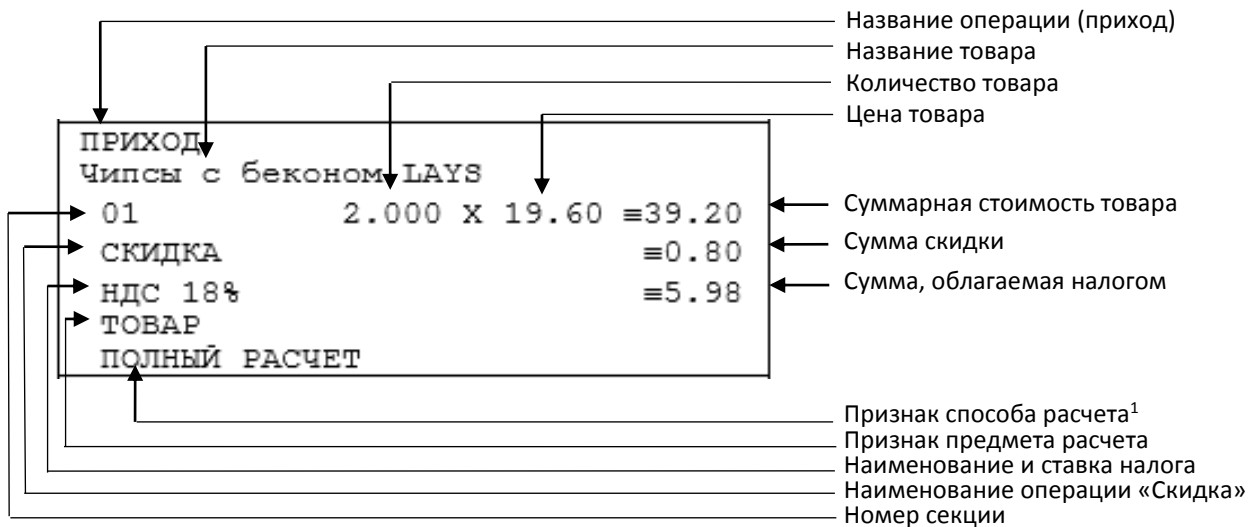 Название операции (приход)
Название товара
Количество товара
Цена товара
ПРИХОД
Чипсы с беконом LAYS
01 2.000 X 19.60 ≡39.20
Суммарная стоимость товара
СКИДКА ≡0.80
Сумма скидки
НДС 18% ≡5.98
Сумма, облагаемая налогом
ТОВАР
ПОЛНЫЙ РАСЧЕТ
Признак способа расчета¹
Признак предмета расчета
Наименование и ставка налога
Наименование операции «Скидка»
Номер секции